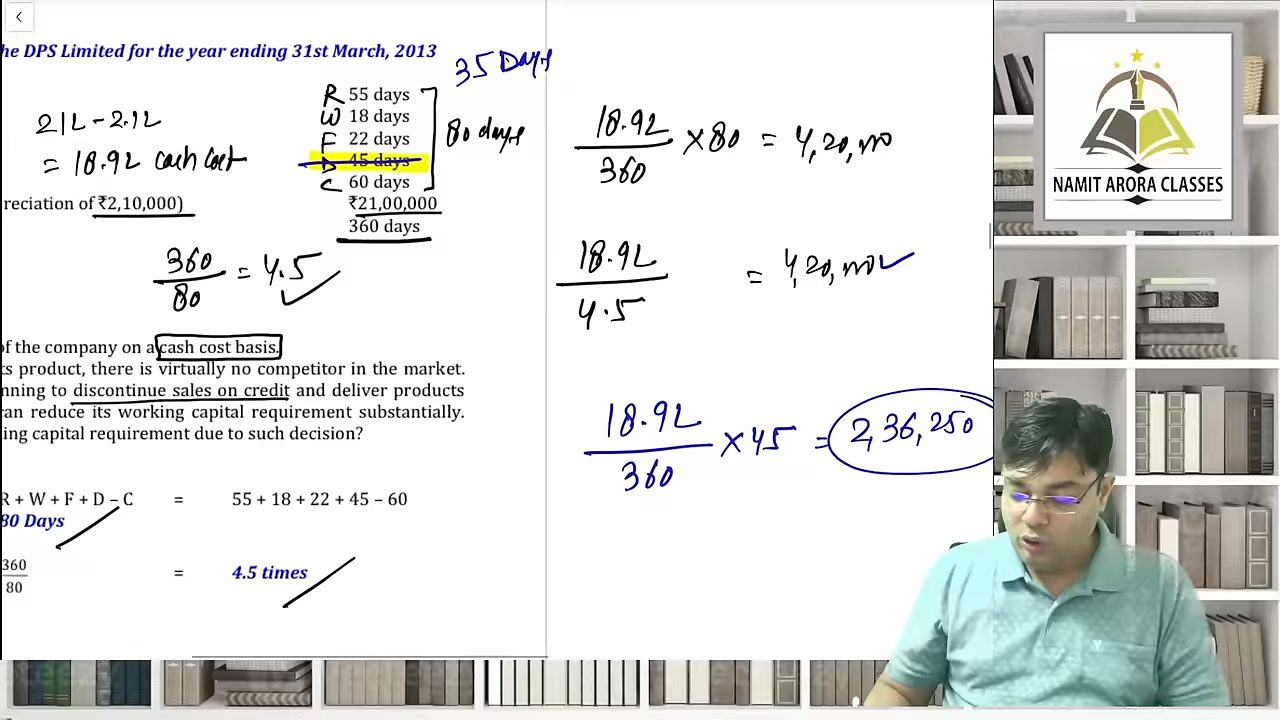 he DPS Limited for the year ending 31st March, 2013
35 Days
R 55 days
W 18 days
F 22 days
D 45 days
C 60 days
80 days
₹21,00,000
360 days
21L - 2.1L
= 18.9L cash cost
reciation of ₹2,10,000)
360/80 = 4.5
of the company on a cash cost basis.
ts product, there is virtually no competitor in the market.
nning to discontinue sales on credit and deliver products
can reduce its working capital requirement substantially.
ing capital requirement due to such decision?
R + W + F + D – C = 55 + 18 + 22 + 45 – 60
80 Days
360/80 = 4.5 times
18.9L/360 × 80 = 4,20,000
18.9L/4.5 = 4,20,000
18.9L/360 × 45 = 2,36,250
NAMIT ARORA CLASSES